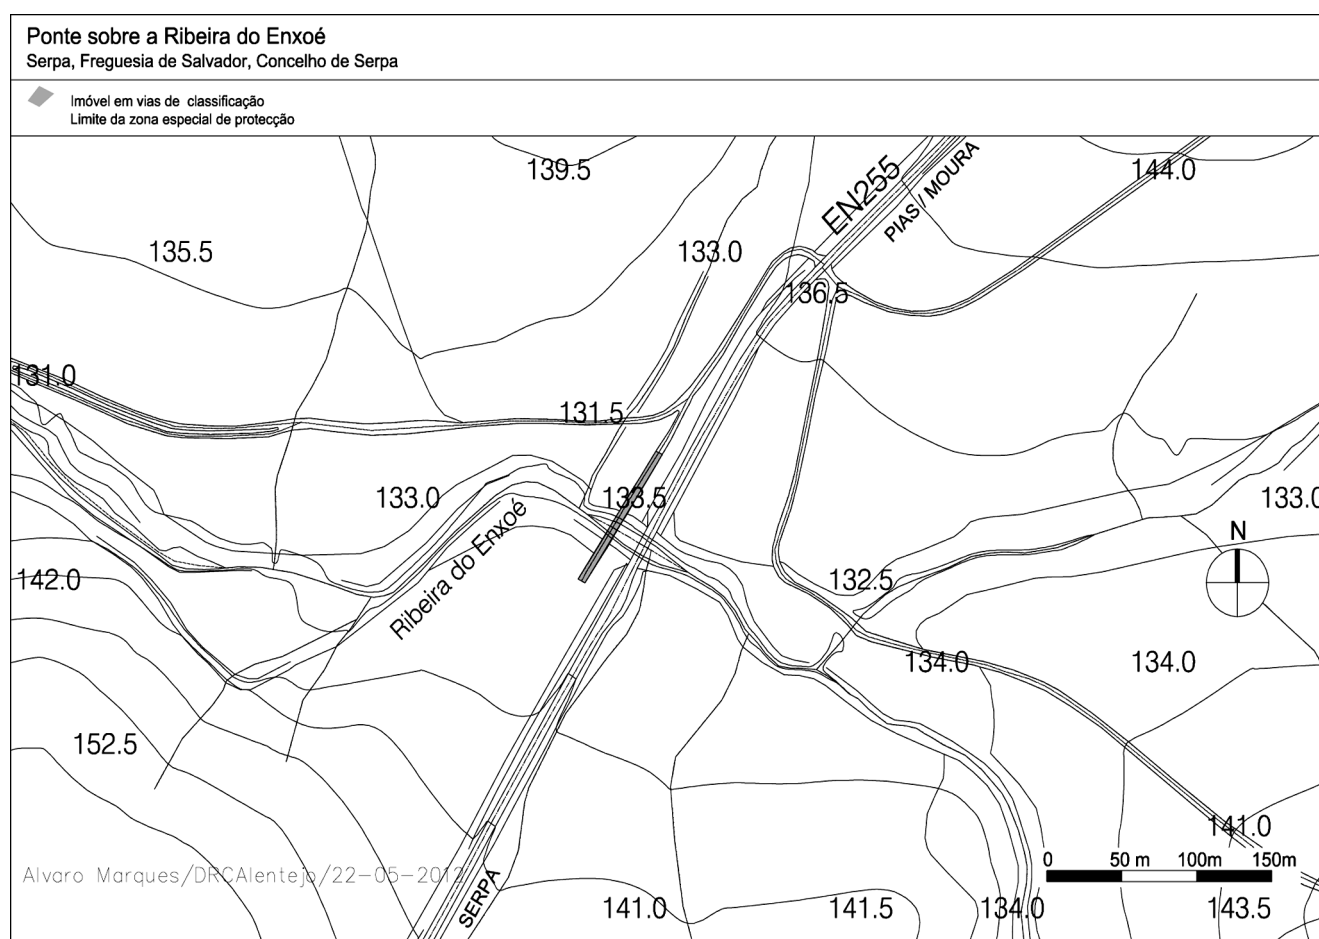 Ponte sobre a Ribeira do Enxoé
Serpa, Freguesia de Salvador, Concelho de Serpa
Imóvel em vias de classificação
Limite da zona especial de protecção
139.5
144.0
EN255
PIAS / MOURA
135.5
133.0
136.5
131.0
131.5
133.0
133.5
133.0
N
Ribeira do Enxoé
142.0
132.5
134.0
134.0
152.5
141.0
0 50 m 100m 150m
Alvaro Marques/DRCAlentejo/22-05-2012
SERPA
141.0
141.5
134.0
143.5